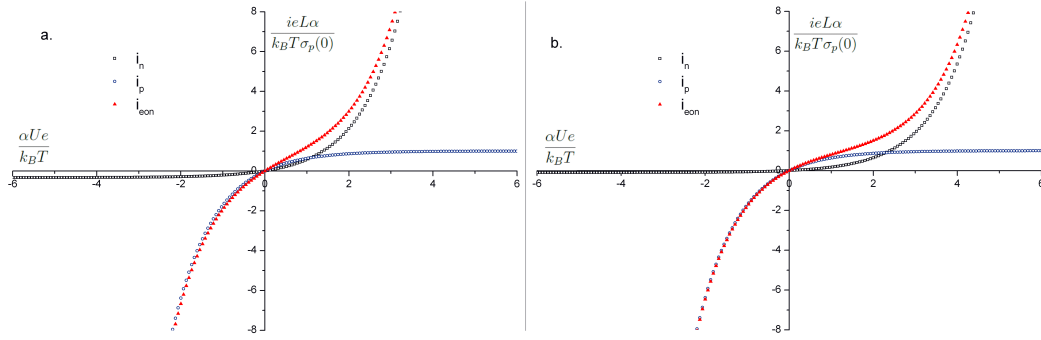 a.
ieLα
k_BTσ_p(0)
i_n
i_p
i_eon
αUe
k_BT
8
6
4
2
0
-2
-4
-6
-8
-6 -4 -2 0 2 4 6
b.
ieLα
k_BTσ_p(0)
i_n
i_p
i_eon
αUe
k_BT
8
6
4
2
0
-2
-4
-6
-8
-6 -4 -2 0 2 4 6